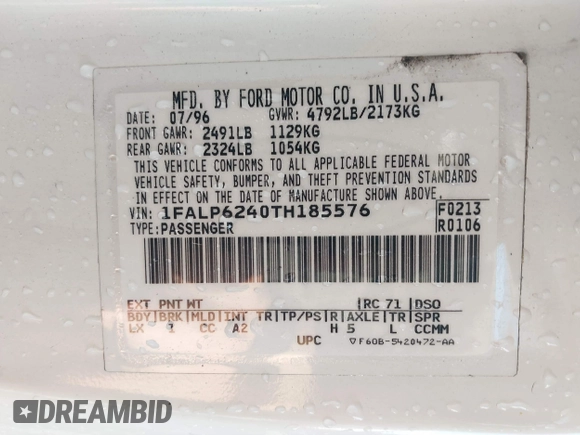 MFD. BY FORD MOTOR CO. IN U.S.A.
DATE: 07/96 GVWR: 4792LB/2173KG
FRONT GAWR: 2491LB 1129KG
REAR GAWR: 2324LB 1054KG
THIS VEHICLE CONFORMS TO ALL APPLICABLE FEDERAL MOTOR
VEHICLE SAFETY, BUMPER, AND THEFT PREVENTION STANDARDS
IN EFFECT ON THE DATE OF MANUFACTURE SHOWN ABOVE.
VIN: 1FALP6240TH185576 F0213
TYPE: PASSENGER R0106
EXT PNT WT RC 71 DSO
BDY BRK MLD INT TR TP/PS R AXLE TR SPR
LX 1 CC A2 H 5 L CCMM
UPC ▽F60B-5420472-AA
DREAMBID